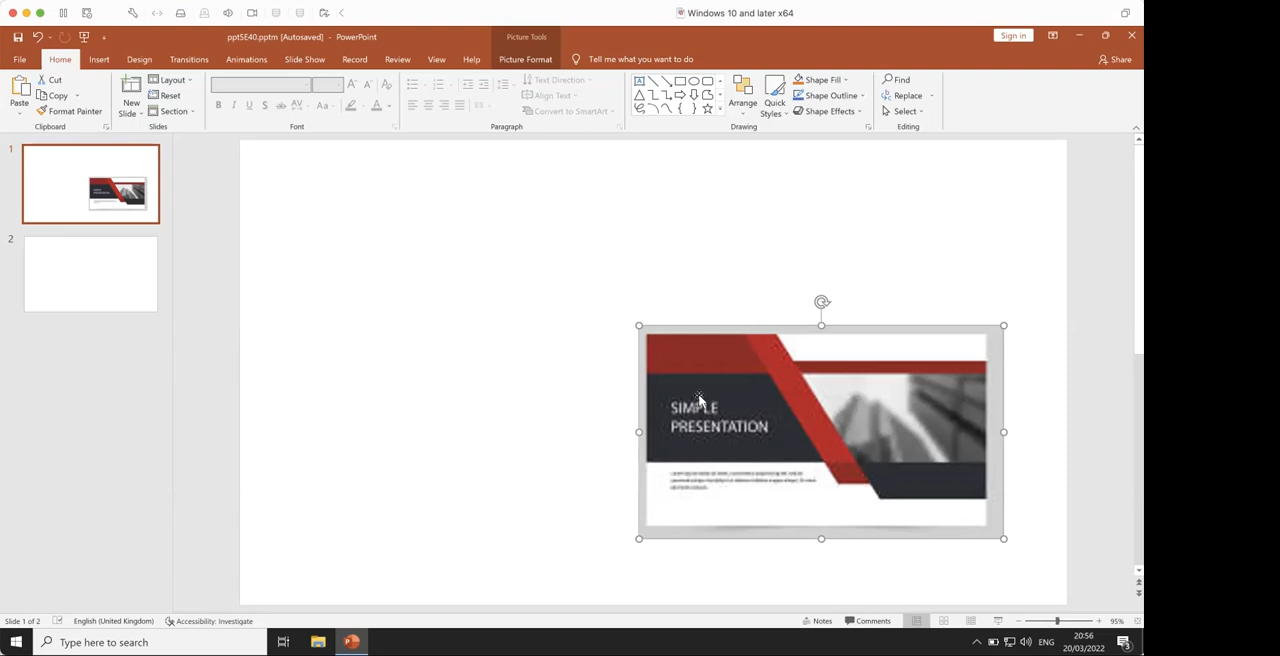 Windows 10 and later x64
ppt5E40.pptm [Autosaved] - PowerPoint
Picture Tools
Sign in
File Home Insert Design Transitions Animations Slide Show Record Review View Help Picture Format Tell me what you want to do Share
Paste
Cut
Copy
Format Painter
Clipboard
New
Slide
Layout
Reset
Section
Slides
Font
Text Direction
Align Text
Convert to SmartArt
Paragraph
Arrange
Quick
Styles
Shape Fill
Shape Outline
Shape Effects
Drawing
Find
Replace
Select
Editing
1
2
SIMPLE
PRESENTATION
Slide 1 of 2 English (United Kingdom) Accessibility: Investigate Notes Comments 95%
Type here to search
ENG
20:56
20/03/2022
3